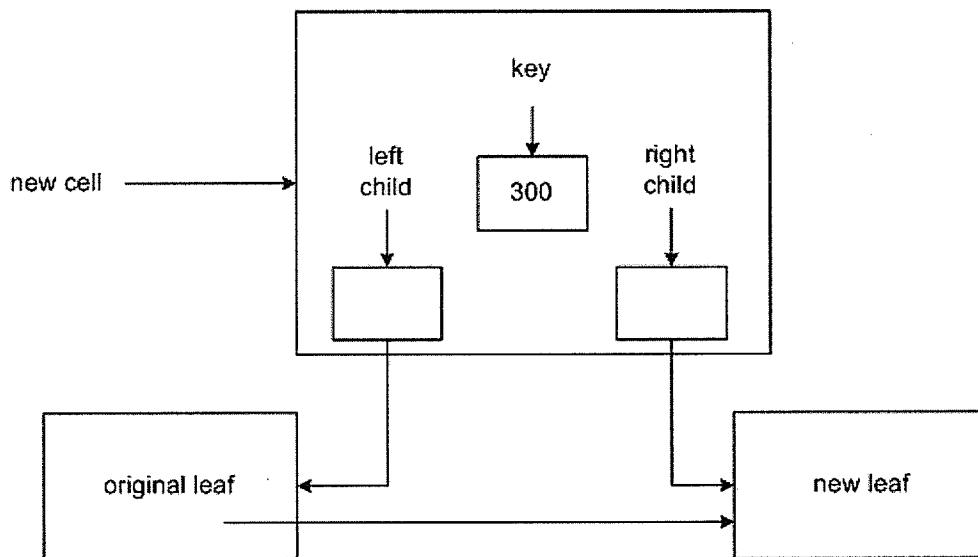 key
left
child
300
right
child
new cell
original leaf
new leaf